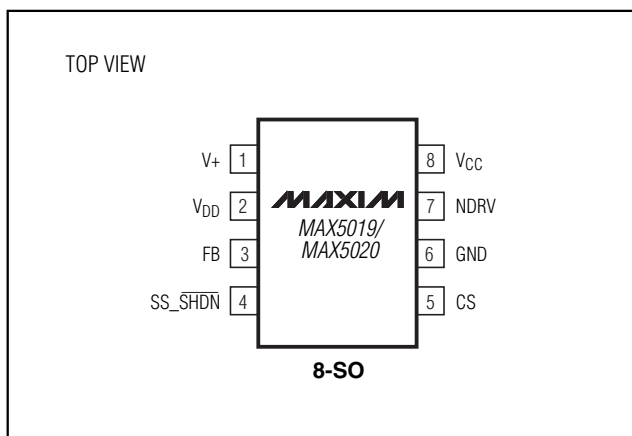 TOP VIEW
V+ 1
8 VCC
VDD 2
7 NDRV
FB 3
6 GND
SS_SHDN 4
5 CS
MAXIM
MAX5019/
MAX5020
8-SO